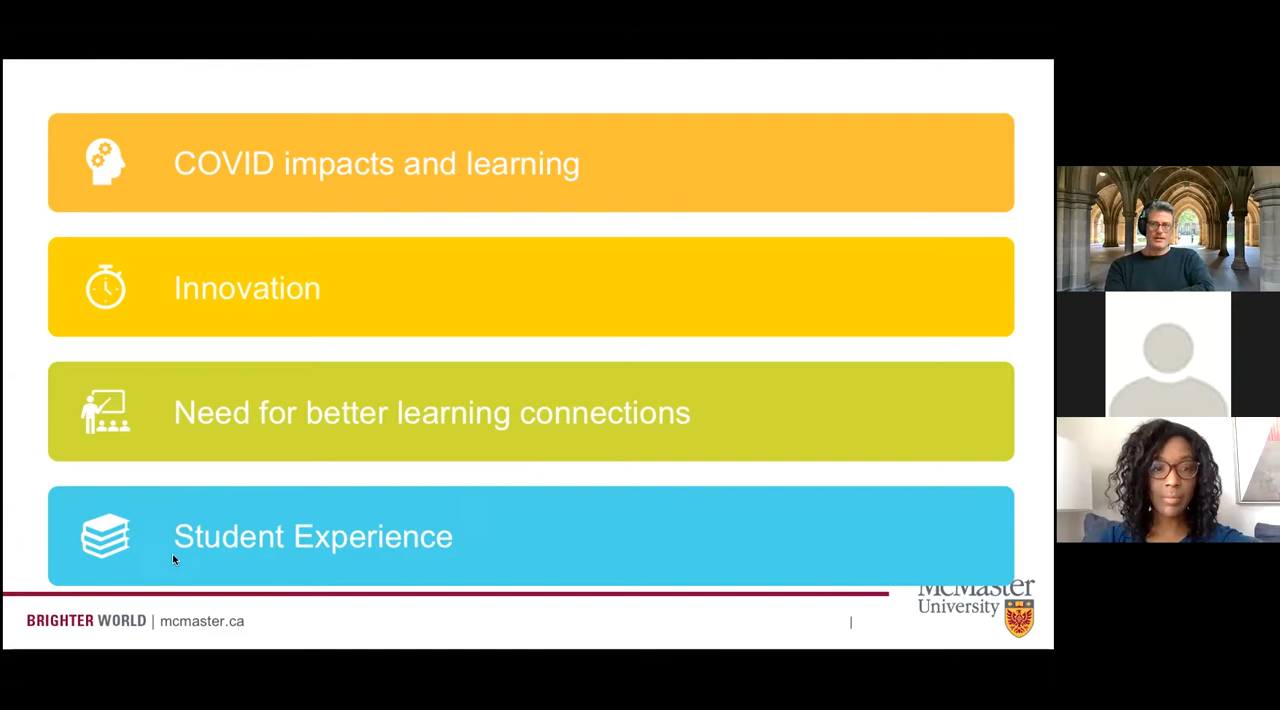 COVID impacts and learning
Innovation
Need for better learning connections
Student Experience
BRIGHTER WORLD | mcmaster.ca
|
McMaster
University